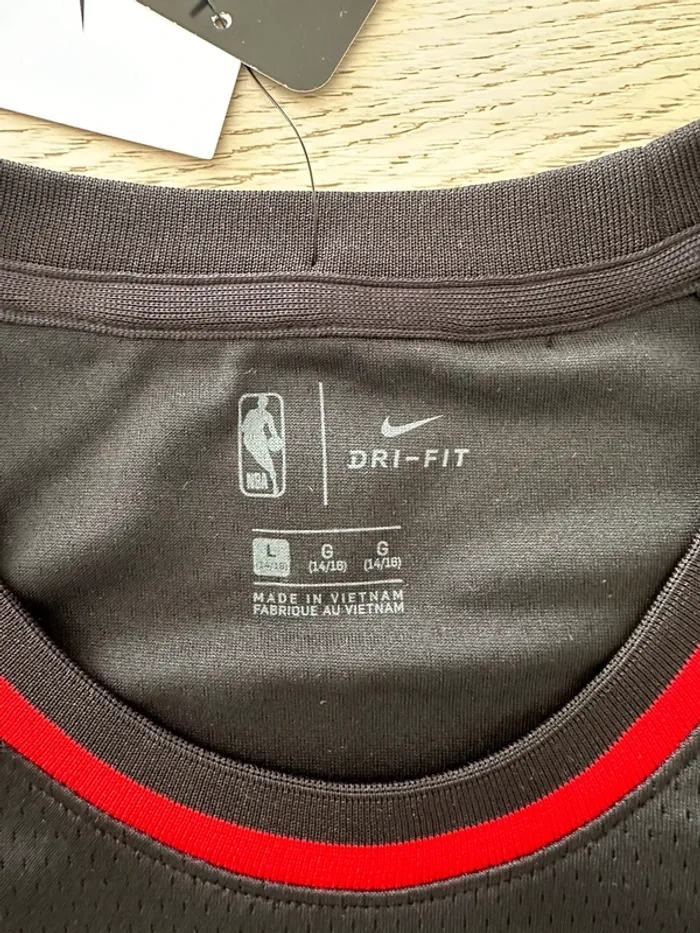 NBA
DRI-FIT
L G G
(14/16) (14/16) (14/16)
MADE IN VIETNAM
FABRIQUE AU VIETNAM